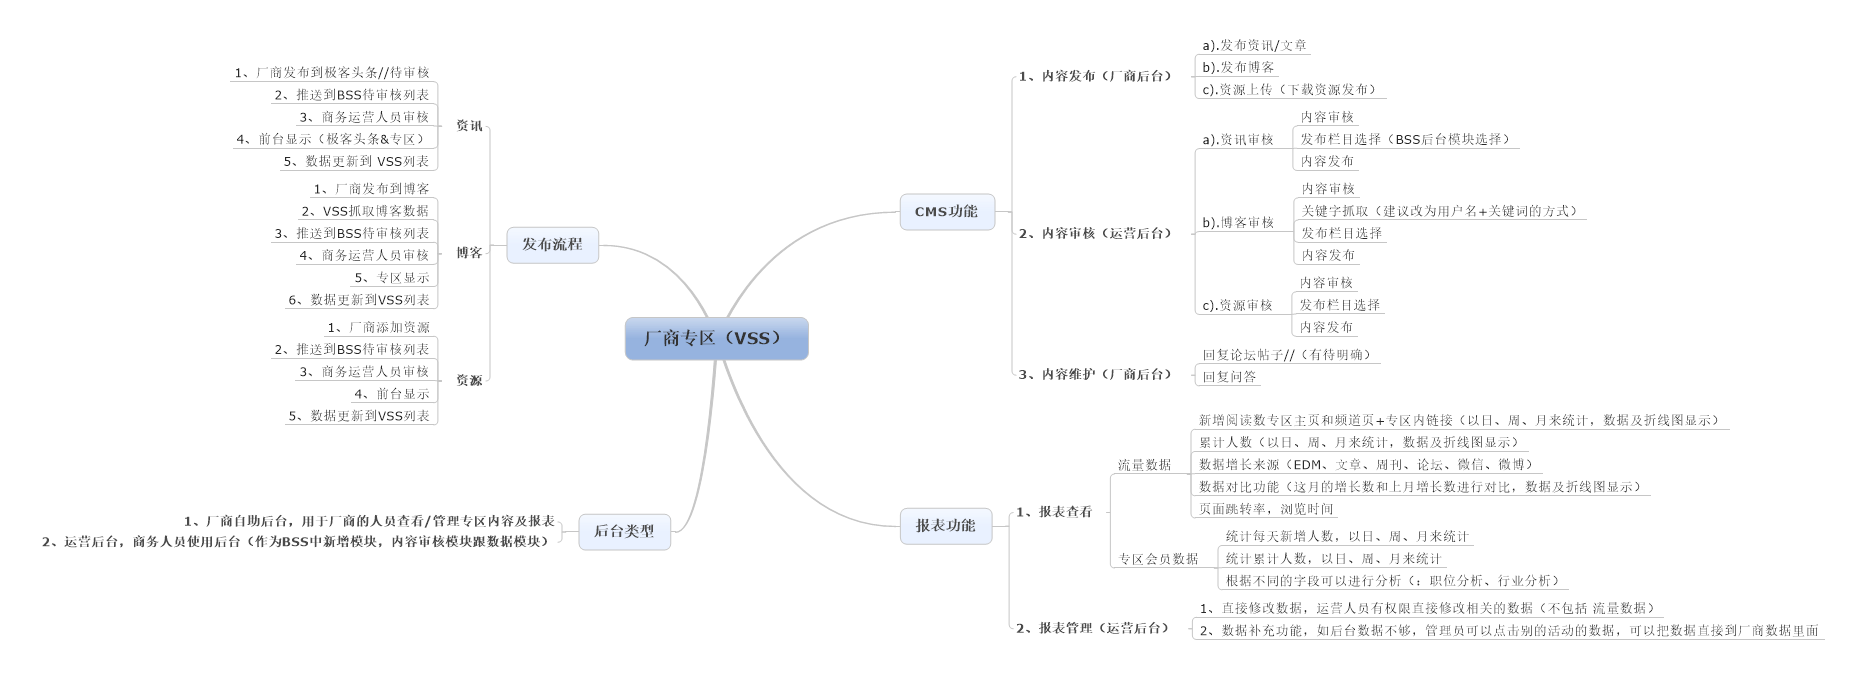 厂商专区（VSS）
CMS功能
1、内容发布（厂商后台）
a).发布资讯/文章
b).发布博客
c).资源上传（下载资源发布）
2、内容审核（运营后台）
a).资讯审核
内容审核
发布栏目选择（BSS后台模块选择）
内容发布
b).博客审核
内容审核
关键字抓取（建议改为用户名+关键词的方式）
发布栏目选择
内容发布
c).资源审核
内容审核
发布栏目选择
内容发布
3、内容维护（厂商后台）
回复论坛帖子//（有待明确）
回复问答
报表功能
1、报表查看
流量数据
新增阅读数专区主页和频道页+专区内链接（以日、周、月来统计，数据及折线图显示）
累计人数（以日、周、月来统计，数据及折线图显示）
数据增长来源（EDM、文章、周刊、论坛、微信、微博）
数据对比功能（这月的增长数和上月增长数进行对比，数据及折线图显示）
页面跳转率，浏览时间
专区会员数据
统计每天新增人数，以日、周、月来统计
统计累计人数，以日、周、月来统计
根据不同的字段可以进行分析（：职位分析、行业分析）
2、报表管理（运营后台）
1、直接修改数据，运营人员有权限直接修改相关的数据（不包括 流量数据）
2、数据补充功能，如后台数据不够，管理员可以点击别的活动的数据，可以把数据直接到厂商数据里面
发布流程
资讯
1、厂商发布到极客头条//待审核
2、推送到BSS待审核列表
3、商务运营人员审核
4、前台显示（极客头条&专区）
5、数据更新到 VSS列表
博客
1、厂商发布到博客
2、VSS抓取博客数据
3、推送到BSS待审核列表
4、商务运营人员审核
5、专区显示
6、数据更新到VSS列表
资源
1、厂商添加资源
2、推送到BSS待审核列表
3、商务运营人员审核
4、前台显示
5、数据更新到VSS列表
后台类型
1、厂商自助后台，用于厂商的人员查看/管理专区内容及报表
2、运营后台，商务人员使用后台（作为BSS中新增模块，内容审核模块跟数据模块）